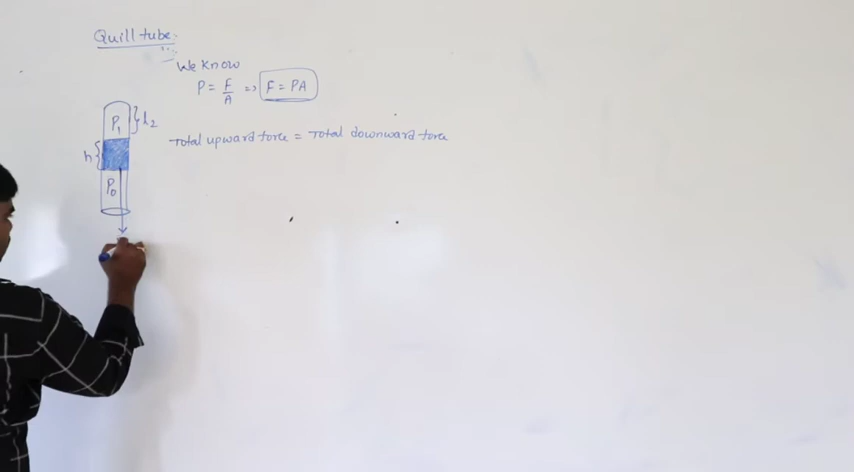 Quill tube
We know
P = F/A => F = PA
P1
l2
Total upward force = Total downward force
h
P0